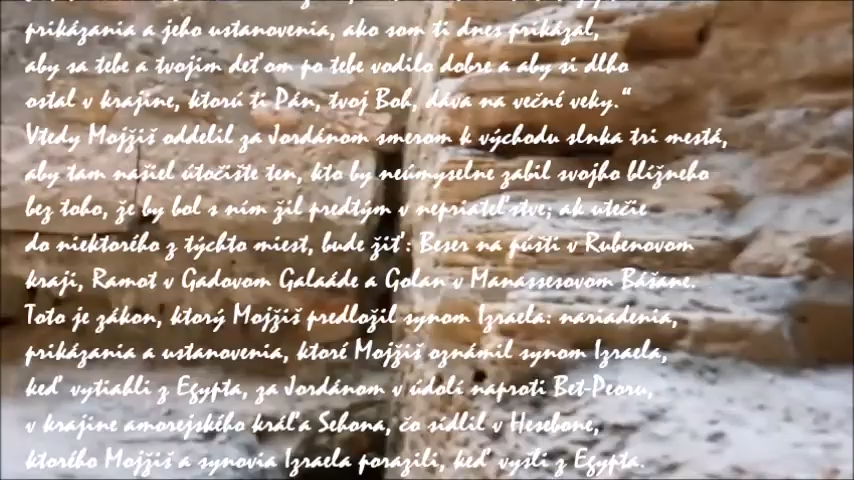 prikázania a jeho ustanovenia, ako som ti dnes prikázal,
aby sa tebe a tvojim deťom po tebe vodilo dobre a aby si dlho
ostal v krajine, ktorú ti Pán, tvoj Boh, dáva na večné veky.“
Vtedy Mojžiš oddelil za Jordánom smerom k východu slnka tri mestá,
aby tam našiel útočište ten, kto by neúmyselne zabil svojho blížneho
bez toho, že by bol s ním žil predtým v nepriateľstve; ak utečie
do niektorého z týchto miest, bude žiť: Beser na púšti v Rubenovom
kraji, Ramot v Gadovom Galaáde a Golan v Manassesovom Bášane.
Toto je zákon, ktorý Mojžiš predložil synom Izraela: nariadenia,
prikázania a ustanovenia, ktoré Mojžiš oznámil synom Izraela,
keď vytiahli z Egypta, za Jordánom v údolí naproti Bet-Peoru,
v krajine amorejského kráľa Sehona, čo sídlil v Hesebone,
ktorého Mojžiš a synovia Izraela porazili, keď vyšli z Egypta.